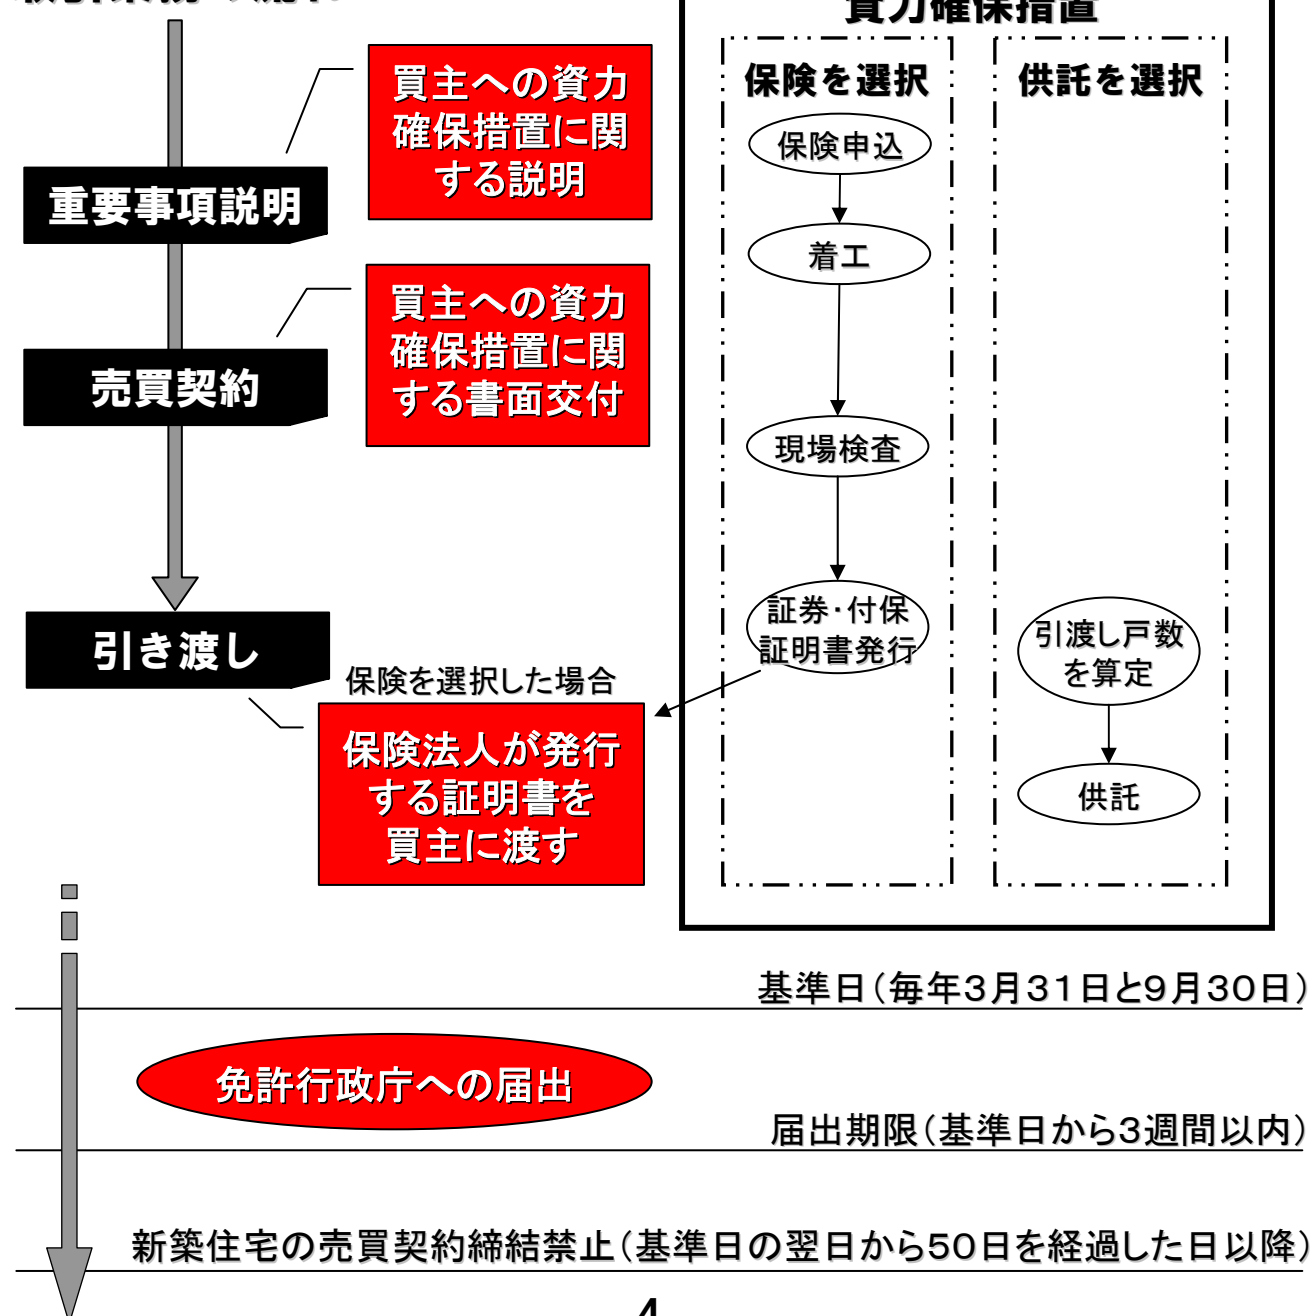 資力確保措置
買主への資力
確保措置に関
する説明
重要事項説明
買主への資力
確保措置に関
する書面交付
売買契約
引き渡し
保険を選択した場合
保険法人が発行
する証明書を
買主に渡す
保険を選択
保険申込
着工
現場検査
証券・付保
証明書発行
供託を選択
引渡し戸数
を算定
供託
基準日（毎年3月31日と9月30日）
免許行政庁への届出
届出期限（基準日から3週間以内）
新築住宅の売買契約締結禁止（基準日の翌日から50日を経過した日以降）
4